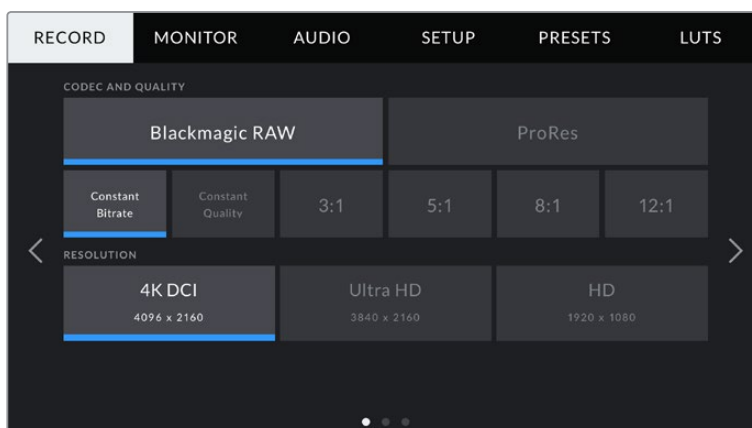 RECORD MONITOR AUDIO SETUP PRESETS LUTS
CODEC AND QUALITY
Blackmagic RAW ProRes
Constant Bitrate
Constant Quality
3:1 5:1 8:1 12:1
RESOLUTION
4K DCI Ultra HD HD
4096 x 2160 3840 x 2160 1920 x 1080